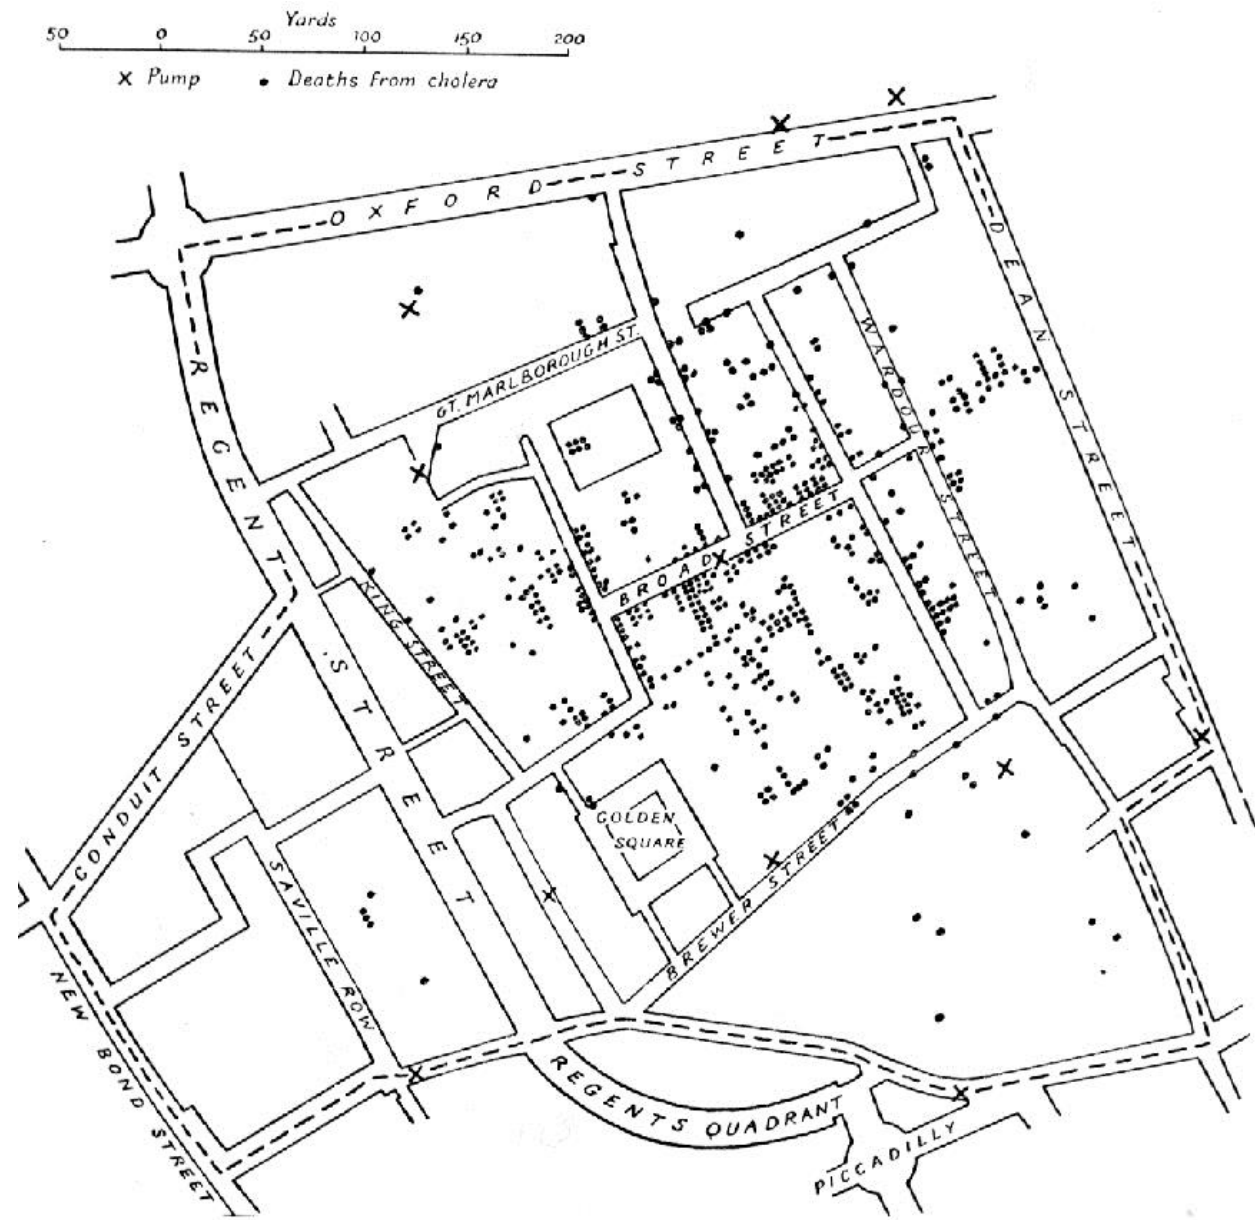 Yards
50 0 50 100 150 200
× Pump • Deaths from cholera
OXFORD STREET
GT. MARLBOROUGH ST.
REGENT STREET
WARDOUR STREET
DEAN STREET
BROAD STREET
KING STREET
CONDUIT STREET
GOLDEN
SQUARE
BREWER STREET
SAVILLE ROW
NEW BOND STREET
REGENTS QUADRANT
PICCADILLY